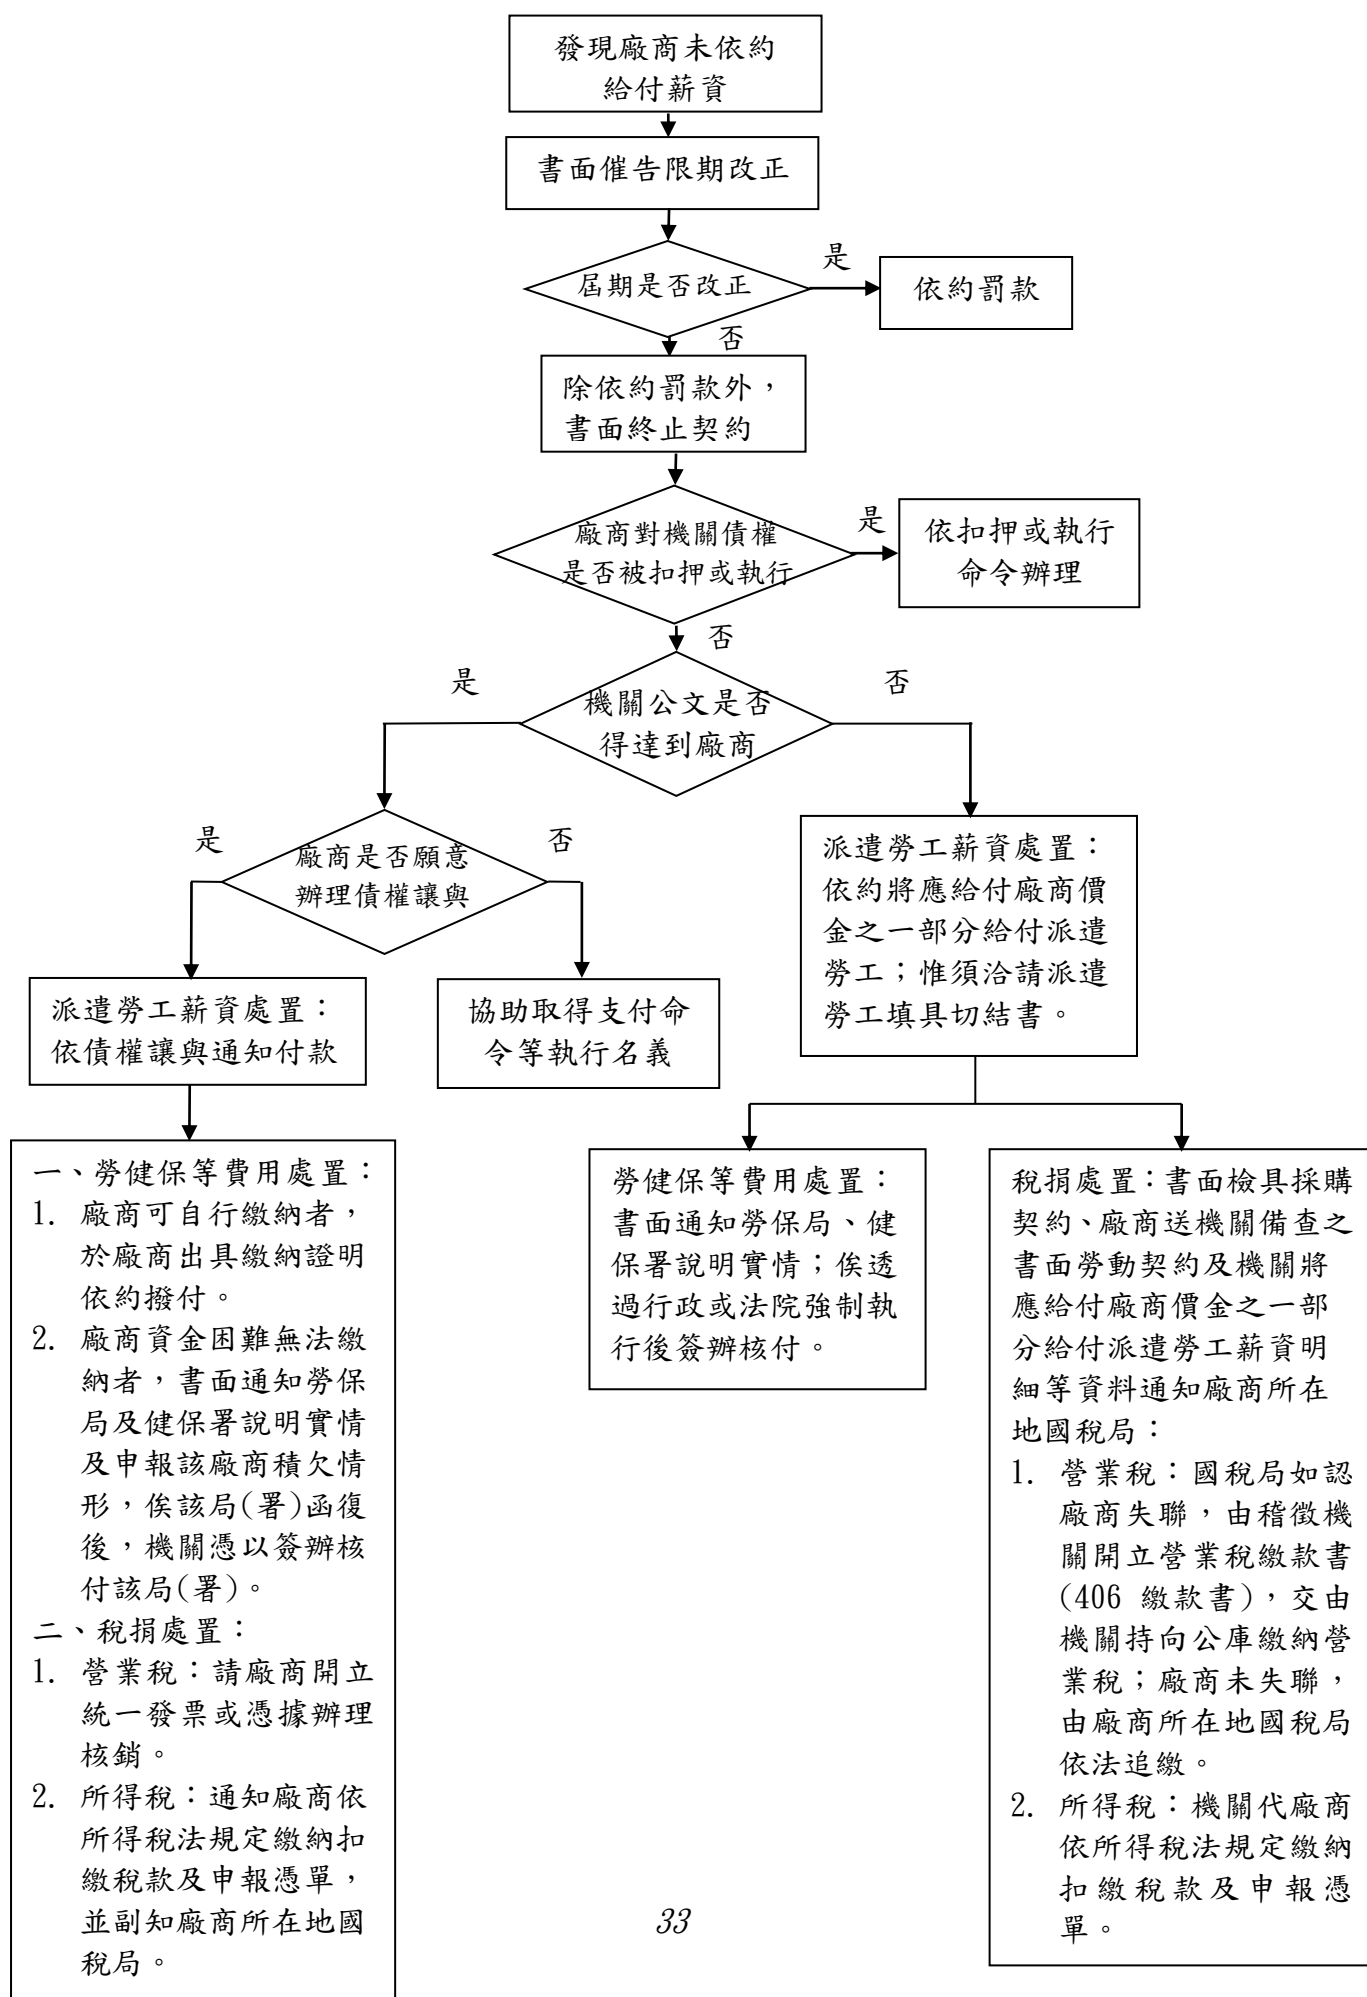 發現廠商未依約
給付薪資
書面催告限期改正
屆期是否改正
是
依約罰款
否
除依約罰款外，
書面終止契約
廠商對機關債權
是否被扣押或執行
是
依扣押或執行
命令辦理
否
機關公文是否
得達到廠商
是
否
廠商是否願意
辦理債權讓與
是
否
派遣勞工薪資處置：
依債權讓與通知付款
協助取得支付命
令等執行名義
派遣勞工薪資處置：
依約將應給付廠商價
金之一部分給付派遣
勞工；惟須洽請派遣
勞工填具切結書。
一、勞健保等費用處置：
1. 廠商可自行繳納者，
於廠商出具繳納證明
依約撥付。
2. 廠商資金困難無法繳
納者，書面通知勞保
局及健保署說明實情
及申報該廠商積欠情
形，俟該局(署)函復
後，機關憑以簽辦核
付該局(署)。
二、稅捐處置：
1. 營業稅：請廠商開立
統一發票或憑據辦理
核銷。
2. 所得稅：通知廠商依
所得稅法規定繳納扣
繳稅款及申報憑單，
並副知廠商所在地國
稅局。
勞健保等費用處置：
書面通知勞保局、健
保署說明實情；俟透
過行政或法院強制執
行後簽辦核付。
稅捐處置：書面檢具採購
契約、廠商送機關備查之
書面勞動契約及機關將
應給付廠商價金之一部
分給付派遣勞工薪資明
細等資料通知廠商所在
地國稅局：
1. 營業稅：國稅局如認
廠商失聯，由稽徵機
關開立營業稅繳款書
(406 繳款書)，交由
機關持向公庫繳納營
業稅；廠商未失聯，
由廠商所在地國稅局
依法追繳。
2. 所得稅：機關代廠商
依所得稅法規定繳納
扣繳稅款及申報憑
單。
33